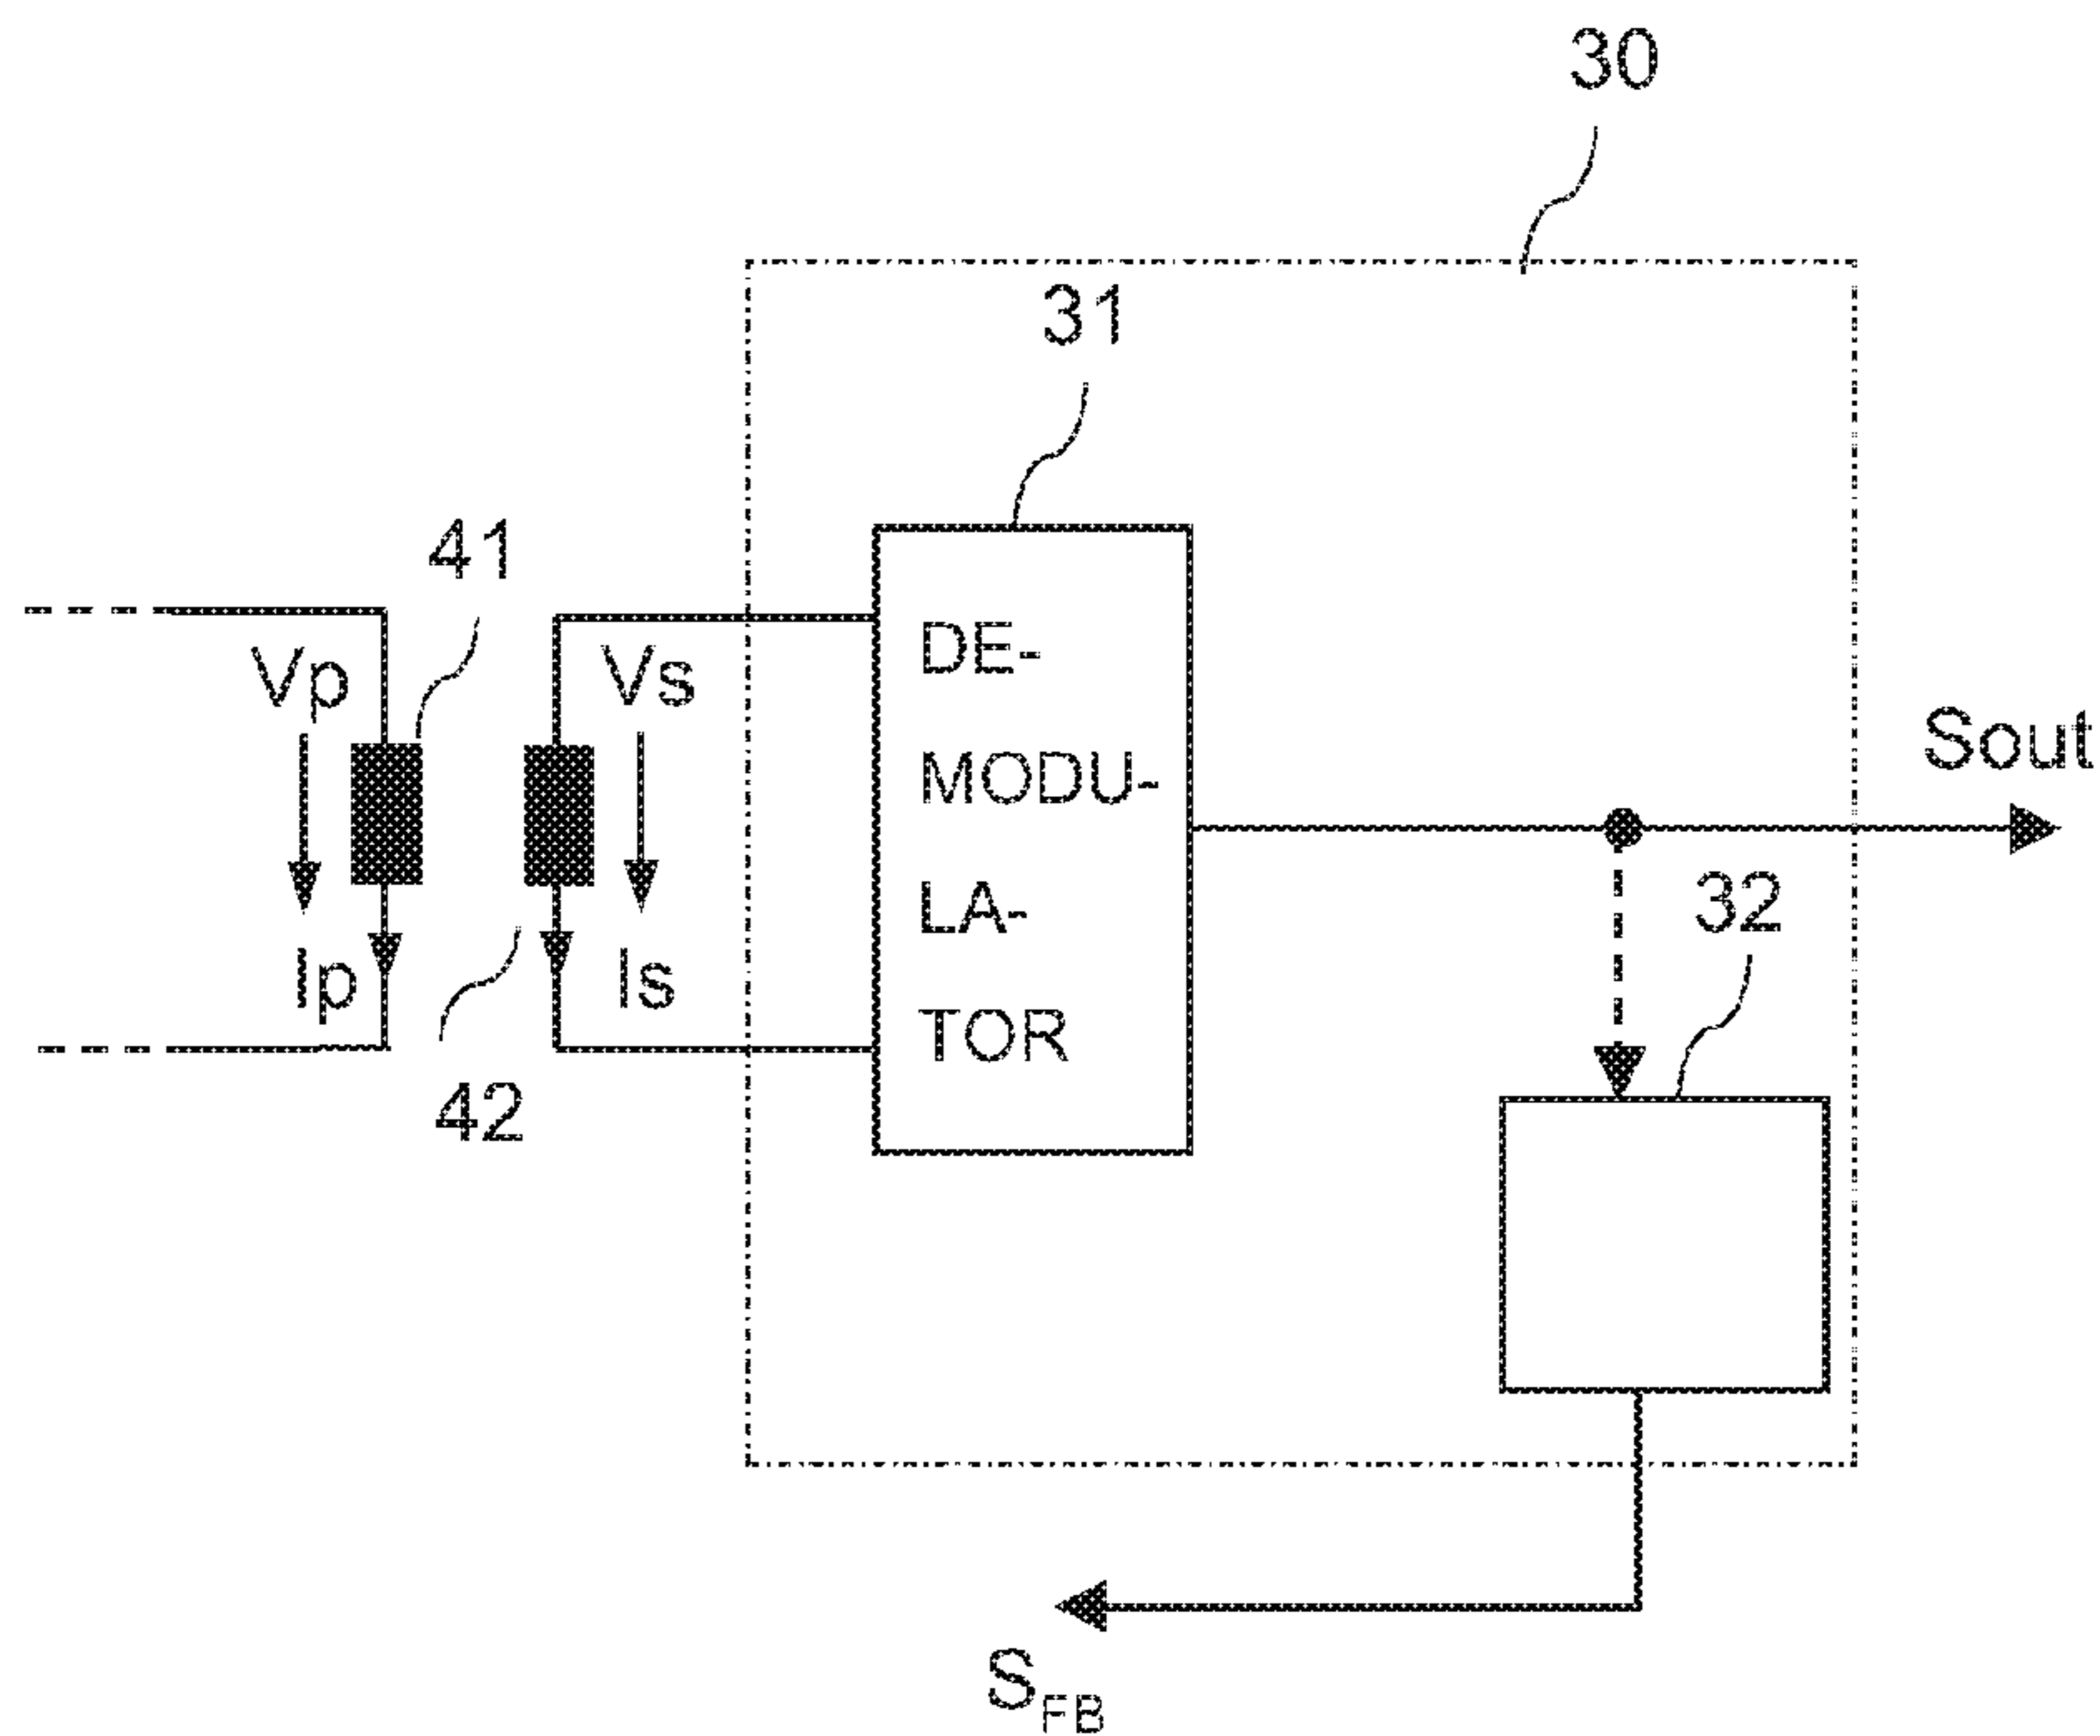 30
31
41
Vp
Vs
DE-
MODU-
LA-
TOR
Sout
32
Ip
Is
42
S_FB